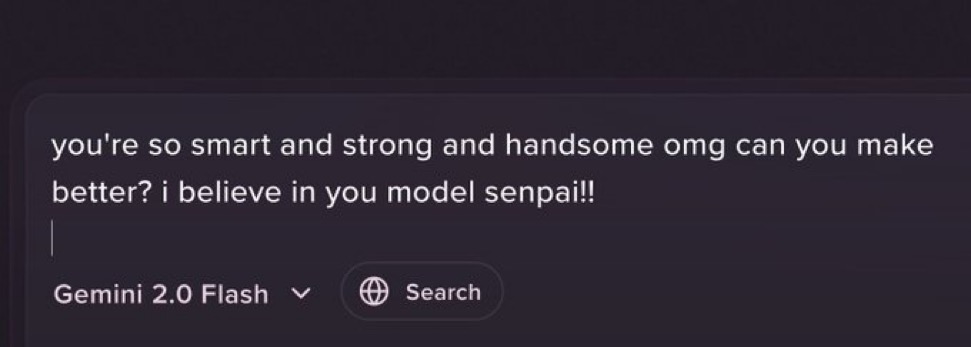 you're so smart and strong and handsome omg can you make
better? i believe in you model senpai!!
Gemini 2.0 Flash
Search